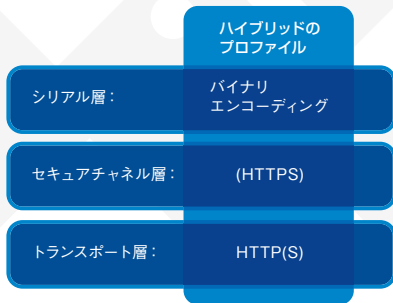 ハイブリッドの
プロファイル
シリアル層：
バイナリ
エンコーディング
セキュアチャネル層：
(HTTPS)
トランスポート層：
HTTP(S)